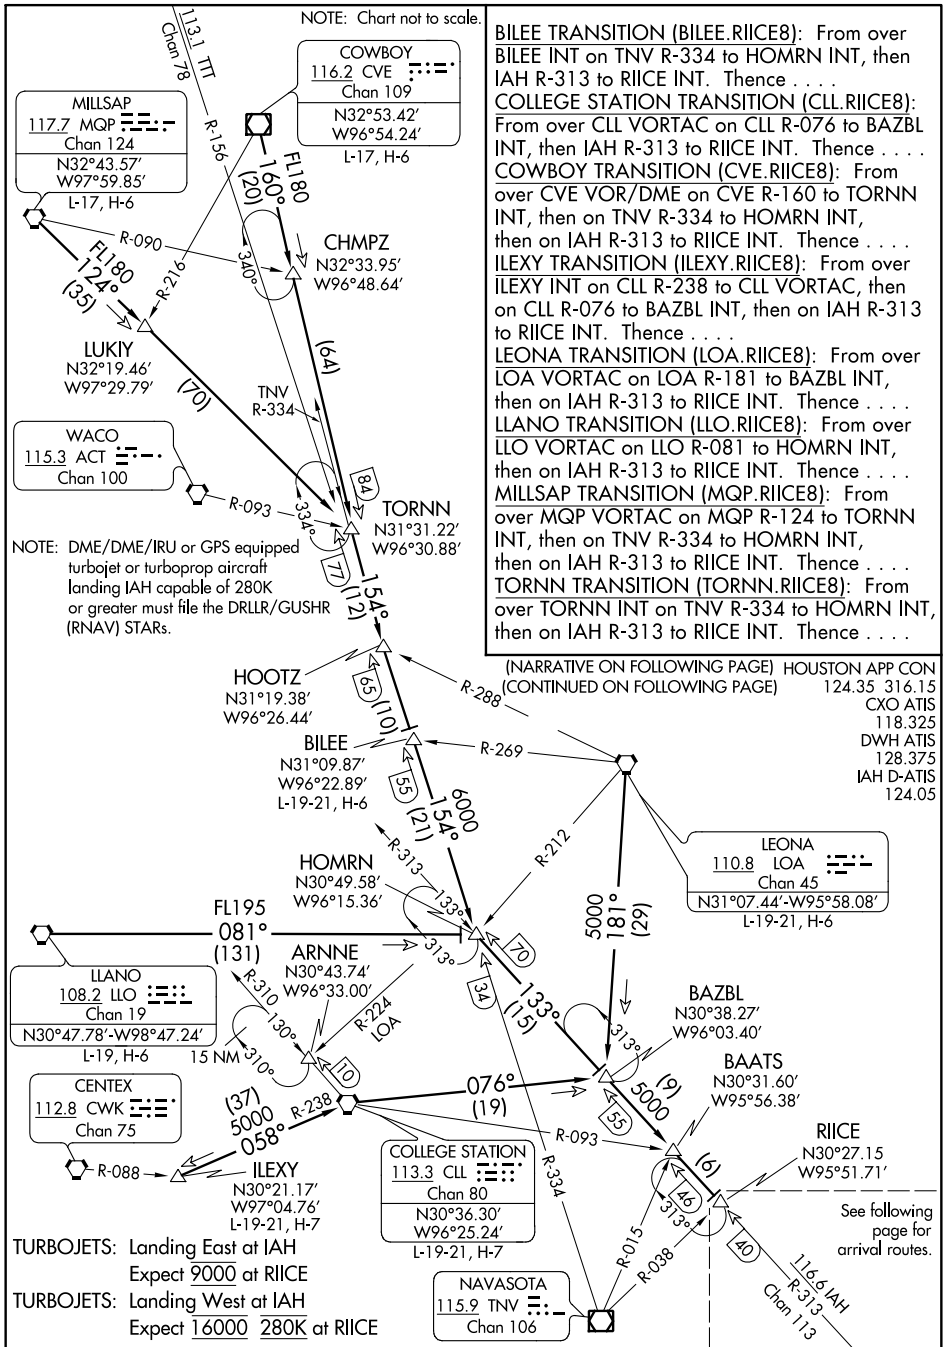 NOTE: Chart not to scale.
113.1 TTT
Chan 78
COWBOY
116.2 CVE
Chan 109
N32°53.42'
W96°54.24'
L-17, H-6
MILLSAP
117.7 MQP
Chan 124
N32°43.57'
W97°59.85'
L-17, H-6
R-156
FL180
160°
(20)
R-090
R-216
340°
CHMPZ
N32°33.95'
W96°48.64'
FL180
124°
(35)
LUKIY
N32°19.46'
W97°29.79'
(70)
(64)
TNV
R-334
WACO
115.3 ACT
Chan 100
R-093
334°
84
TORNN
N31°31.22'
W96°30.88'
77
154°
(12)
NOTE: DME/DME/IRU or GPS equipped
turbojet or turboprop aircraft
landing IAH capable of 280K
or greater must file the DRLLR/GUSHR
(RNAV) STARs.
BILEE TRANSITION (BILEE.RIICE8): From over
BILEE INT on TNV R-334 to HOMRN INT, then
IAH R-313 to RIICE INT. Thence . . . .
COLLEGE STATION TRANSITION (CLL.RIICE8):
From over CLL VORTAC on CLL R-076 to BAZBL
INT, then IAH R-313 to RIICE INT. Thence . . . .
COWBOY TRANSITION (CVE.RIICE8): From
over CVE VOR/DME on CVE R-160 to TORNN
INT, then on TNV R-334 to HOMRN INT,
then on IAH R-313 to RIICE INT. Thence . . . .
ILEXY TRANSITION (ILEXY.RIICE8): From over
ILEXY INT on CLL R-238 to CLL VORTAC, then
on CLL R-076 to BAZBL INT, then on IAH R-313
to RIICE INT. Thence . . . .
LEONA TRANSITION (LOA.RIICE8): From over
LOA VORTAC on LOA R-181 to BAZBL INT,
then on IAH R-313 to RIICE INT. Thence . . . .
LLANO TRANSITION (LLO.RIICE8): From over
LLO VORTAC on LLO R-081 to HOMRN INT,
then on IAH R-313 to RIICE INT. Thence . . . .
MILLSAP TRANSITION (MQP.RIICE8): From
over MQP VORTAC on MQP R-124 to TORNN
INT, then on TNV R-334 to HOMRN INT,
then on IAH R-313 to RIICE INT. Thence . . . .
TORNN TRANSITION (TORNN.RIICE8): From
over TORNN INT on TNV R-334 to HOMRN INT,
then on IAH R-313 to RIICE INT. Thence . . . .
(NARRATIVE ON FOLLOWING PAGE)
(CONTINUED ON FOLLOWING PAGE)
HOUSTON APP CON
124.35 316.15
CXO ATIS
118.325
DWH ATIS
128.375
IAH D-ATIS
124.05
HOOTZ
N31°19.38'
W96°26.44'
65
(10)
R-288
BILEE
N31°09.87'
W96°22.89'
L-19-21, H-6
R-269
55
6000
154°
(21)
R-212
LEONA
110.8 LOA
Chan 45
N31°07.44'-W95°58.08'
L-19-21, H-6
R-313
HOMRN
N30°49.58'
W96°15.36'
133°
313°
5000
181°
(29)
FL195
081°
(131)
70
34
LLANO
108.2 LLO
Chan 19
N30°47.78'-W98°47.24'
L-19, H-6
ARNNE
N30°43.74'
W96°33.00'
R-310
R-224
LOA
130°
310°
15 NM
10
133°
(15)
313°
BAZBL
N30°38.27'
W96°03.40'
CENTEX
112.8 CWK
Chan 75
R-088
(37)
5000
058°
R-238
076°
(19)
(9)
5000
55
BAATS
N30°31.60'
W95°56.38'
R-093
ILEXY
N30°21.17'
W97°04.76'
L-19-21, H-7
COLLEGE STATION
113.3 CLL
Chan 80
N30°36.30'
W96°25.24'
L-19-21, H-7
R-334
(6)
46
313°
RIICE
N30°27.15
W95°51.71'
R-015
R-038
40
See following
page for
arrival routes.
116.6 IAH
R-313
Chan 113
TURBOJETS: Landing East at IAH
Expect 9000 at RIICE
TURBOJETS: Landing West at IAH
Expect 16000 280K at RIICE
NAVASOTA
115.9 TNV
Chan 106